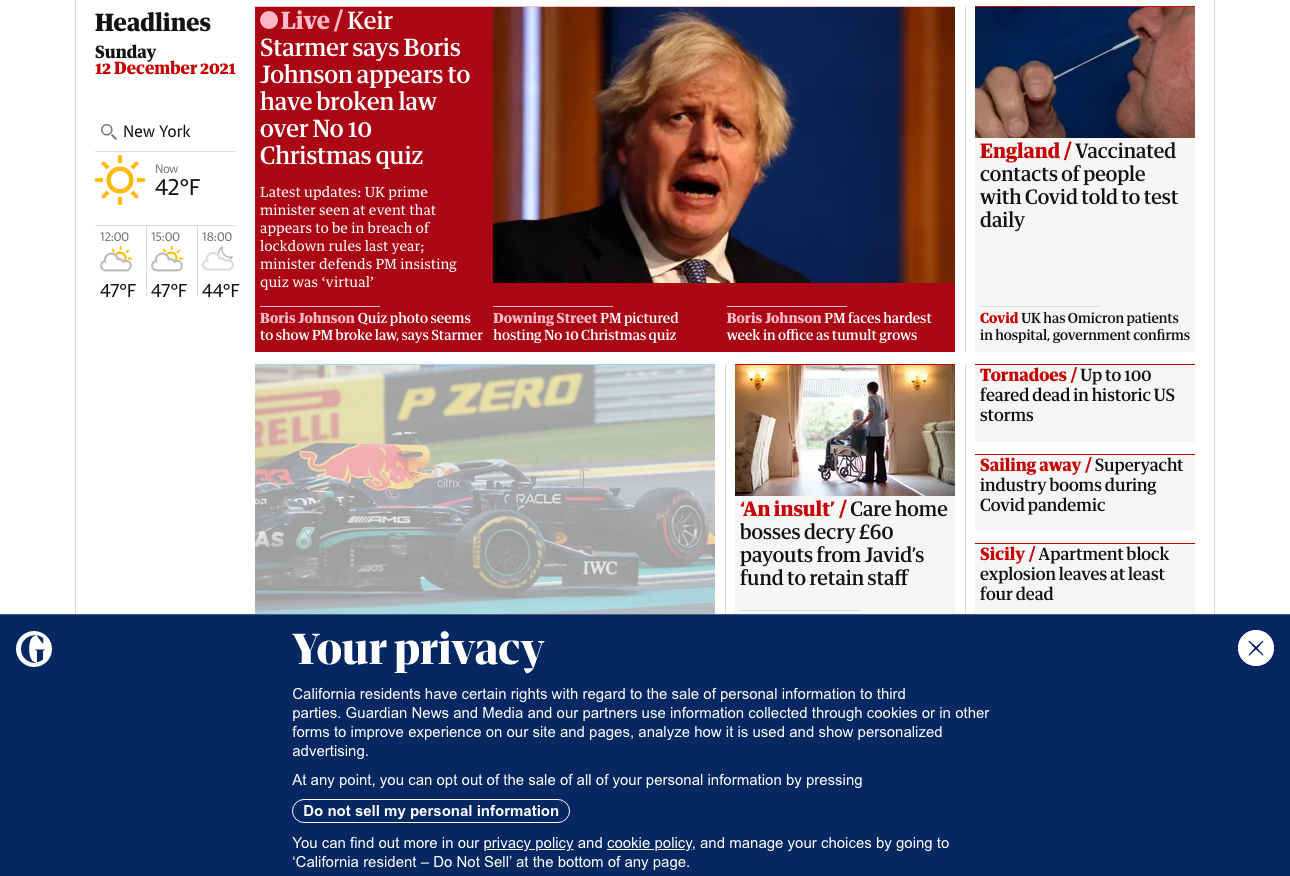 Headlines
Sunday
12 December 2021
New York
Now
42°F
12:00
15:00
18:00
47°F
47°F
44°F
Live / Keir
Starmer says Boris
Johnson appears to
have broken law
over No 10
Christmas quiz
Latest updates: UK prime
minister seen at event that
appears to be in breach of
lockdown rules last year;
minister defends PM insisting
quiz was ‘virtual’
Boris Johnson Quiz photo seems
to show PM broke law, says Starmer
Downing Street PM pictured
hosting No 10 Christmas quiz
Boris Johnson PM faces hardest
week in office as tumult grows
England / Vaccinated
contacts of people
with Covid told to test
daily
Covid UK has Omicron patients
in hospital, government confirms
P ZERO
RELLI
citrix
ORACLE
AMG
IWC
‘An insult’ / Care home
bosses decry £60
payouts from Javid’s
fund to retain staff
Tornadoes / Up to 100
feared dead in historic US
storms
Sailing away / Superyacht
industry booms during
Covid pandemic
Sicily / Apartment block
explosion leaves at least
four dead
Your privacy
California residents have certain rights with regard to the sale of personal information to third
parties. Guardian News and Media and our partners use information collected through cookies or in other
forms to improve experience on our site and pages, analyze how it is used and show personalized
advertising.
At any point, you can opt out of the sale of all of your personal information by pressing
Do not sell my personal information
You can find out more in our privacy policy and cookie policy, and manage your choices by going to
‘California resident – Do Not Sell’ at the bottom of any page.